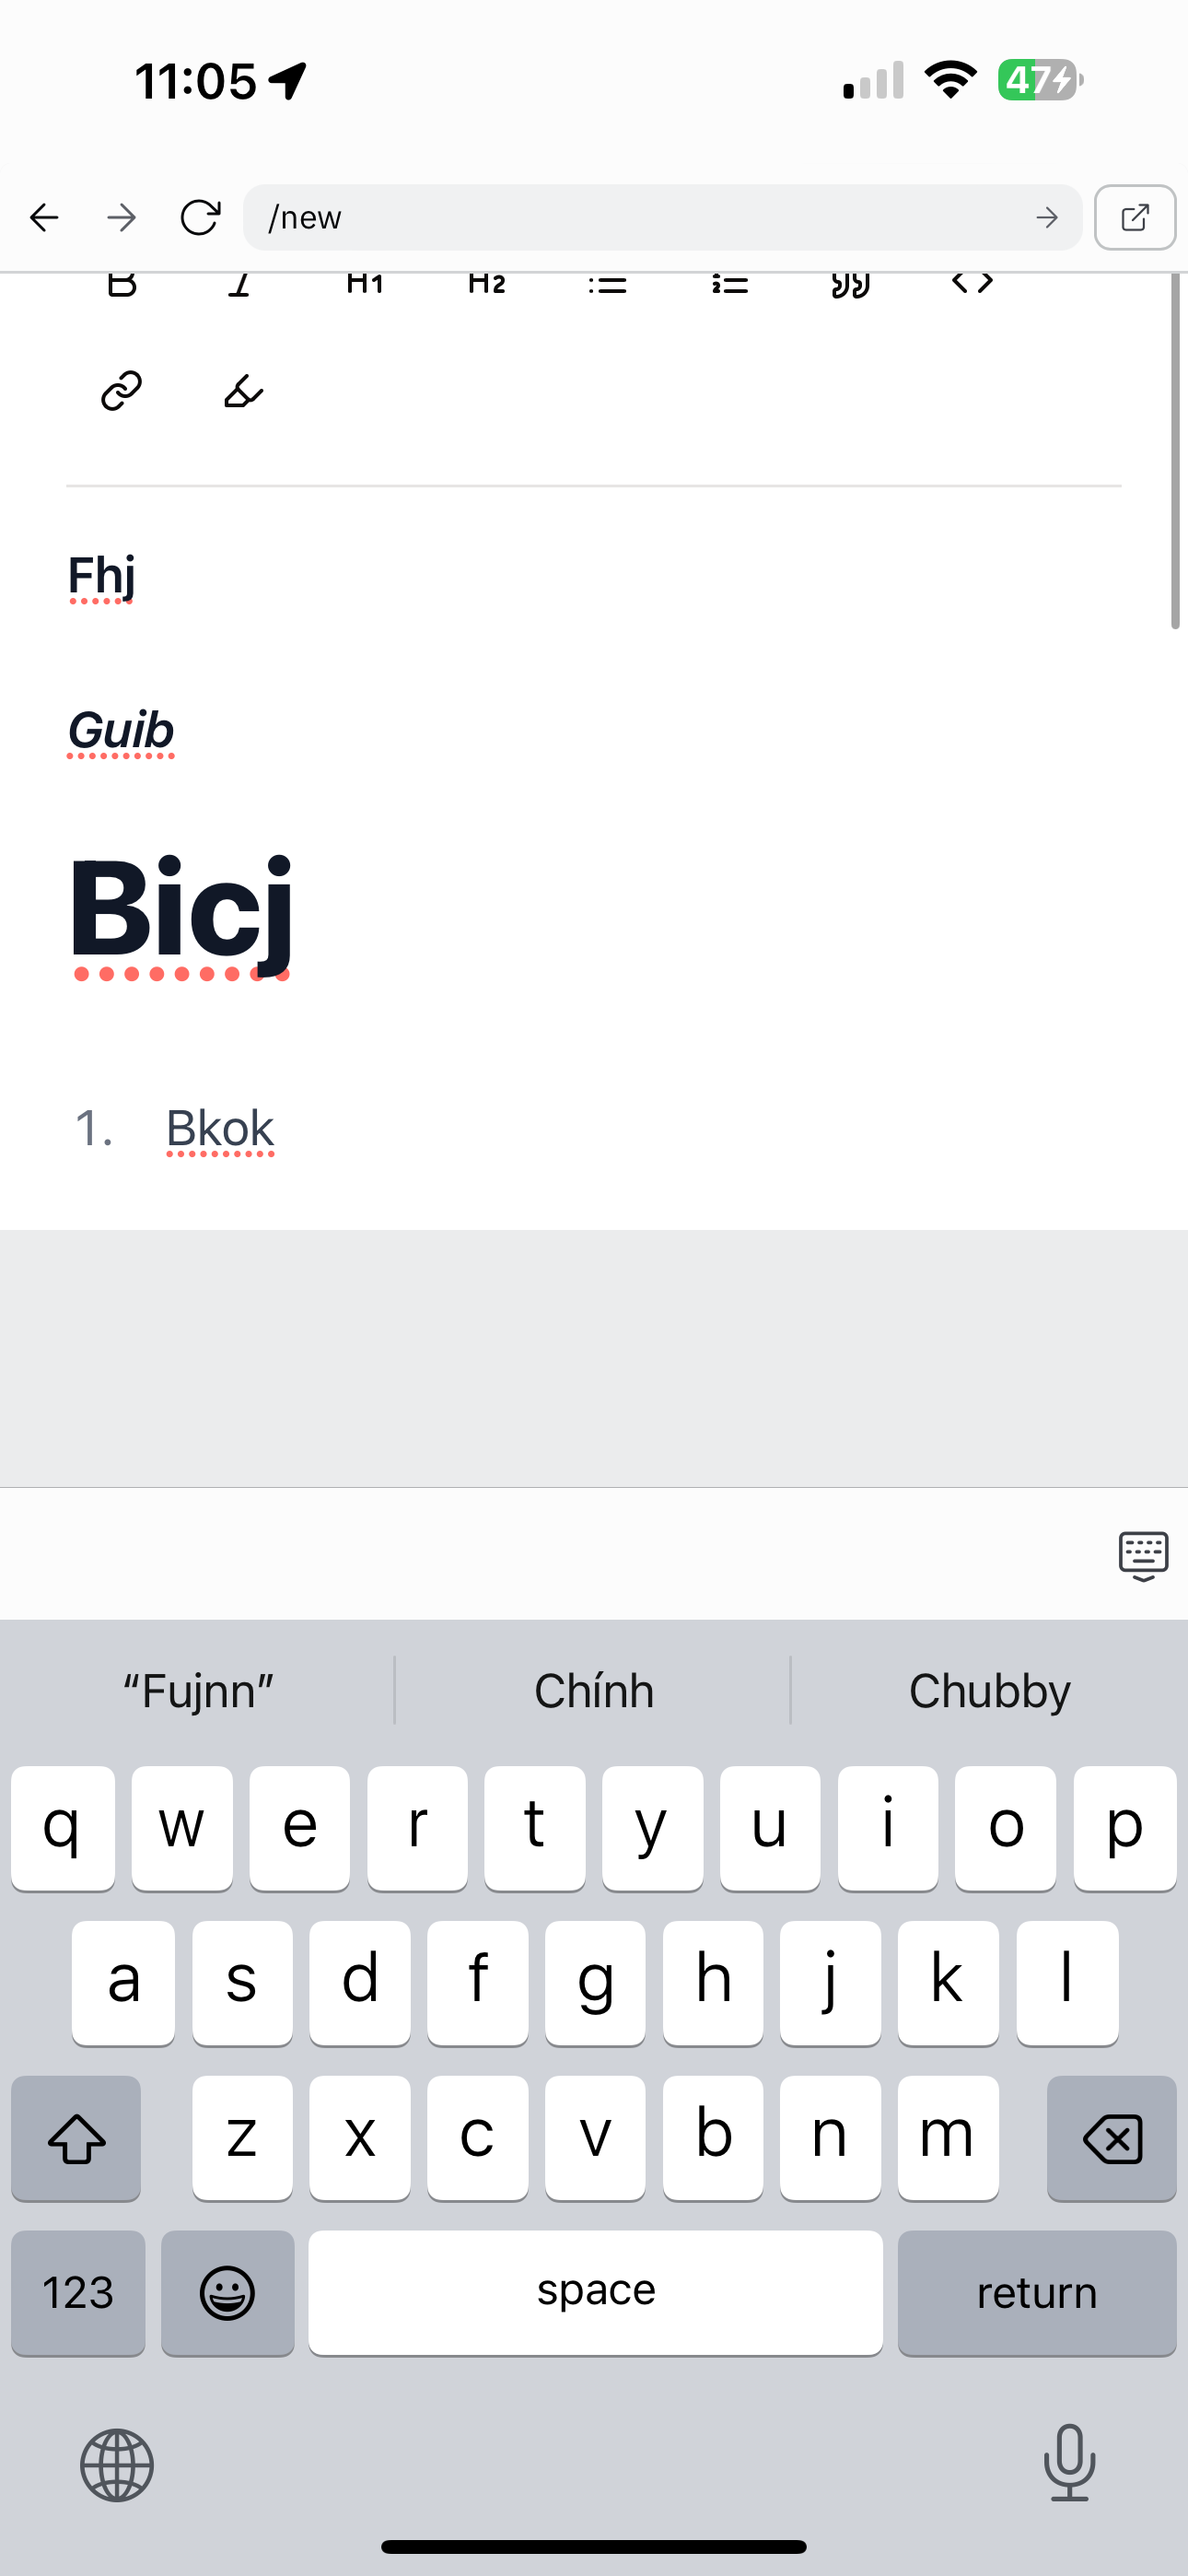 11:05
47
/new
B I H1 H2
Fhj
Guib
Bicj
1. Bkok
“Fujnn” Chính Chubby
q w e r t y u i o p
a s d f g h j k l
z x c v b n m
123 space return